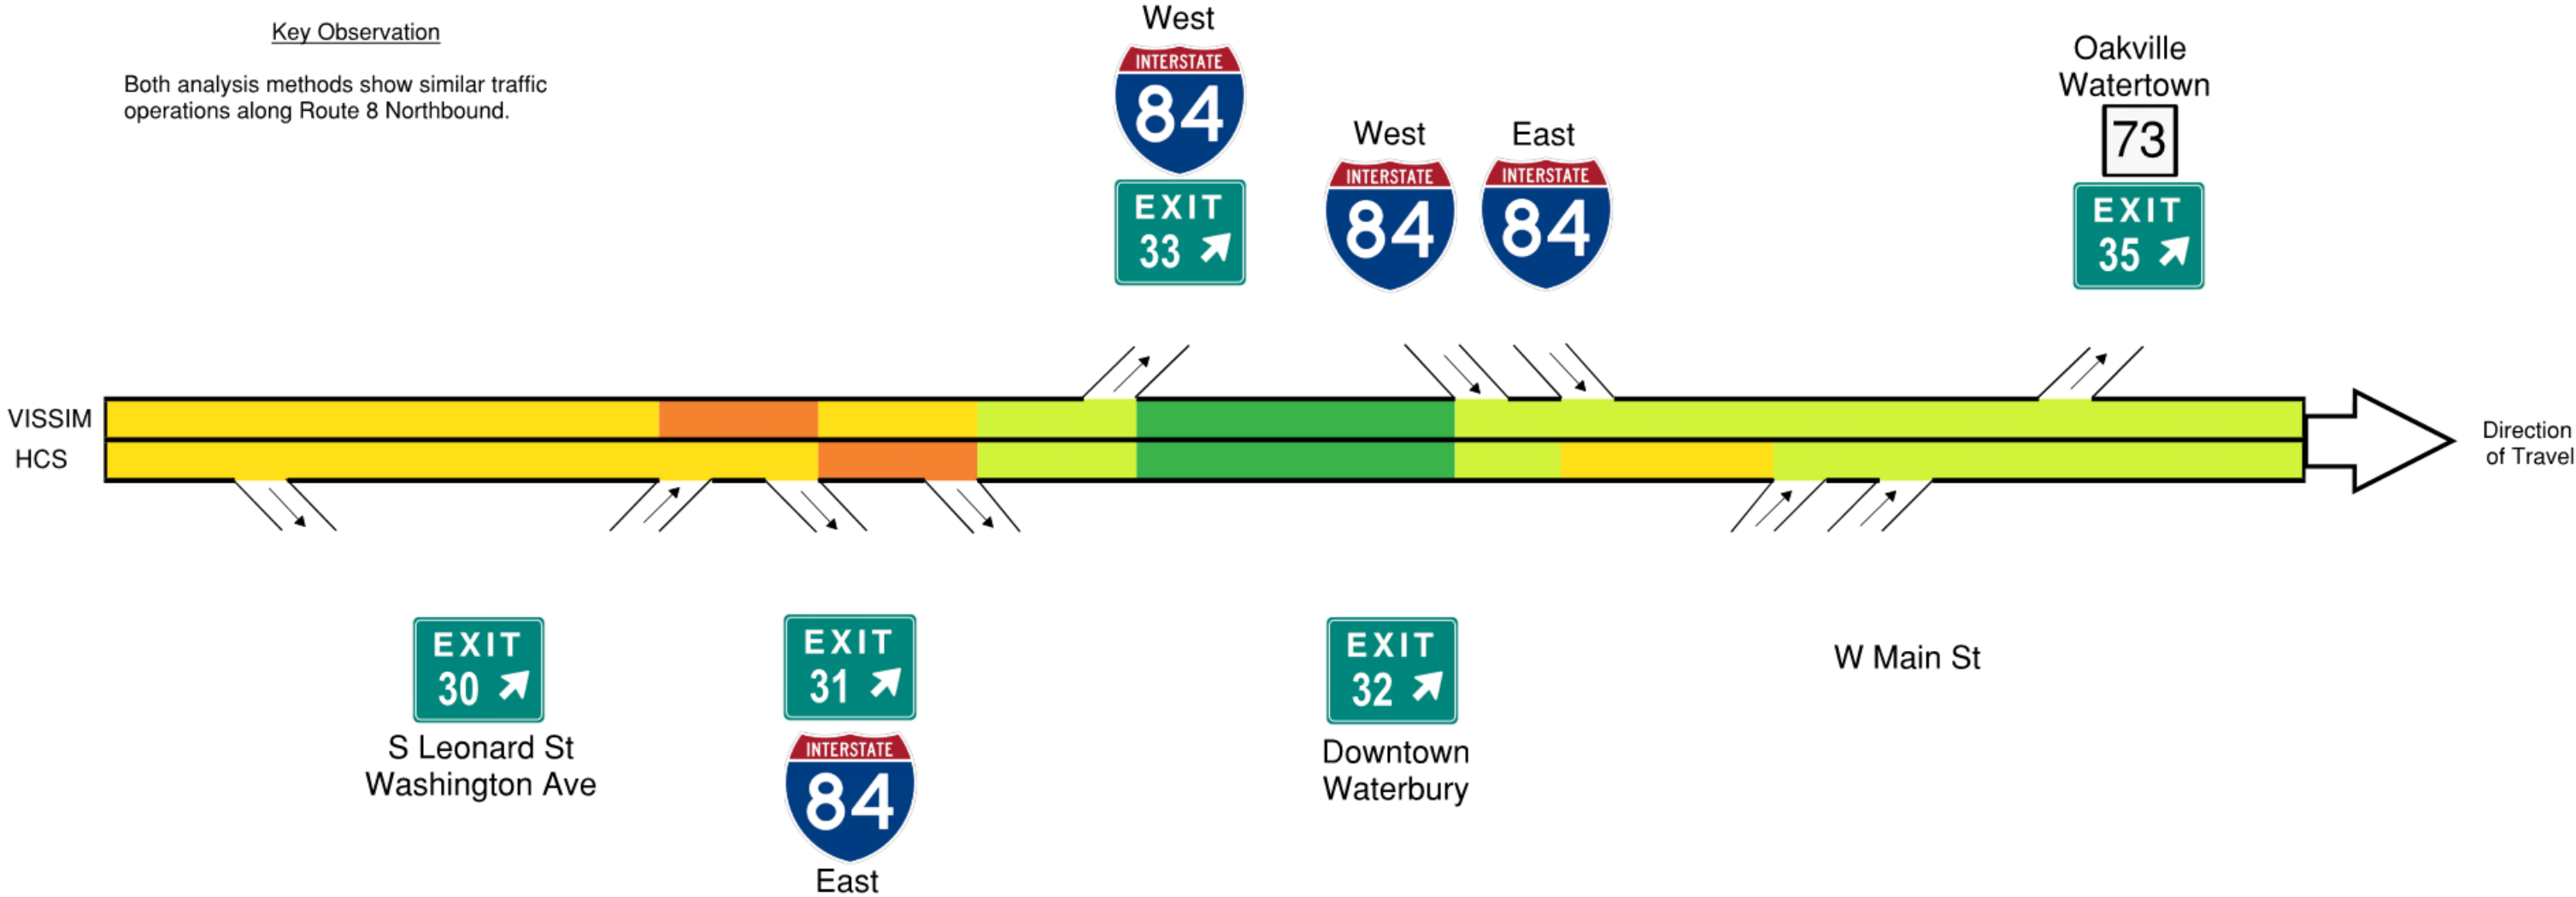 Key Observation
Both analysis methods show similar traffic
operations along Route 8 Northbound.
West
INTERSTATE
84
EXIT
33
West
INTERSTATE
84
East
INTERSTATE
84
Oakville
Watertown
73
EXIT
35
VISSIM
HCS
Direction
of Travel
EXIT
30
S Leonard St
Washington Ave
EXIT
31
INTERSTATE
84
East
EXIT
32
Downtown
Waterbury
W Main St